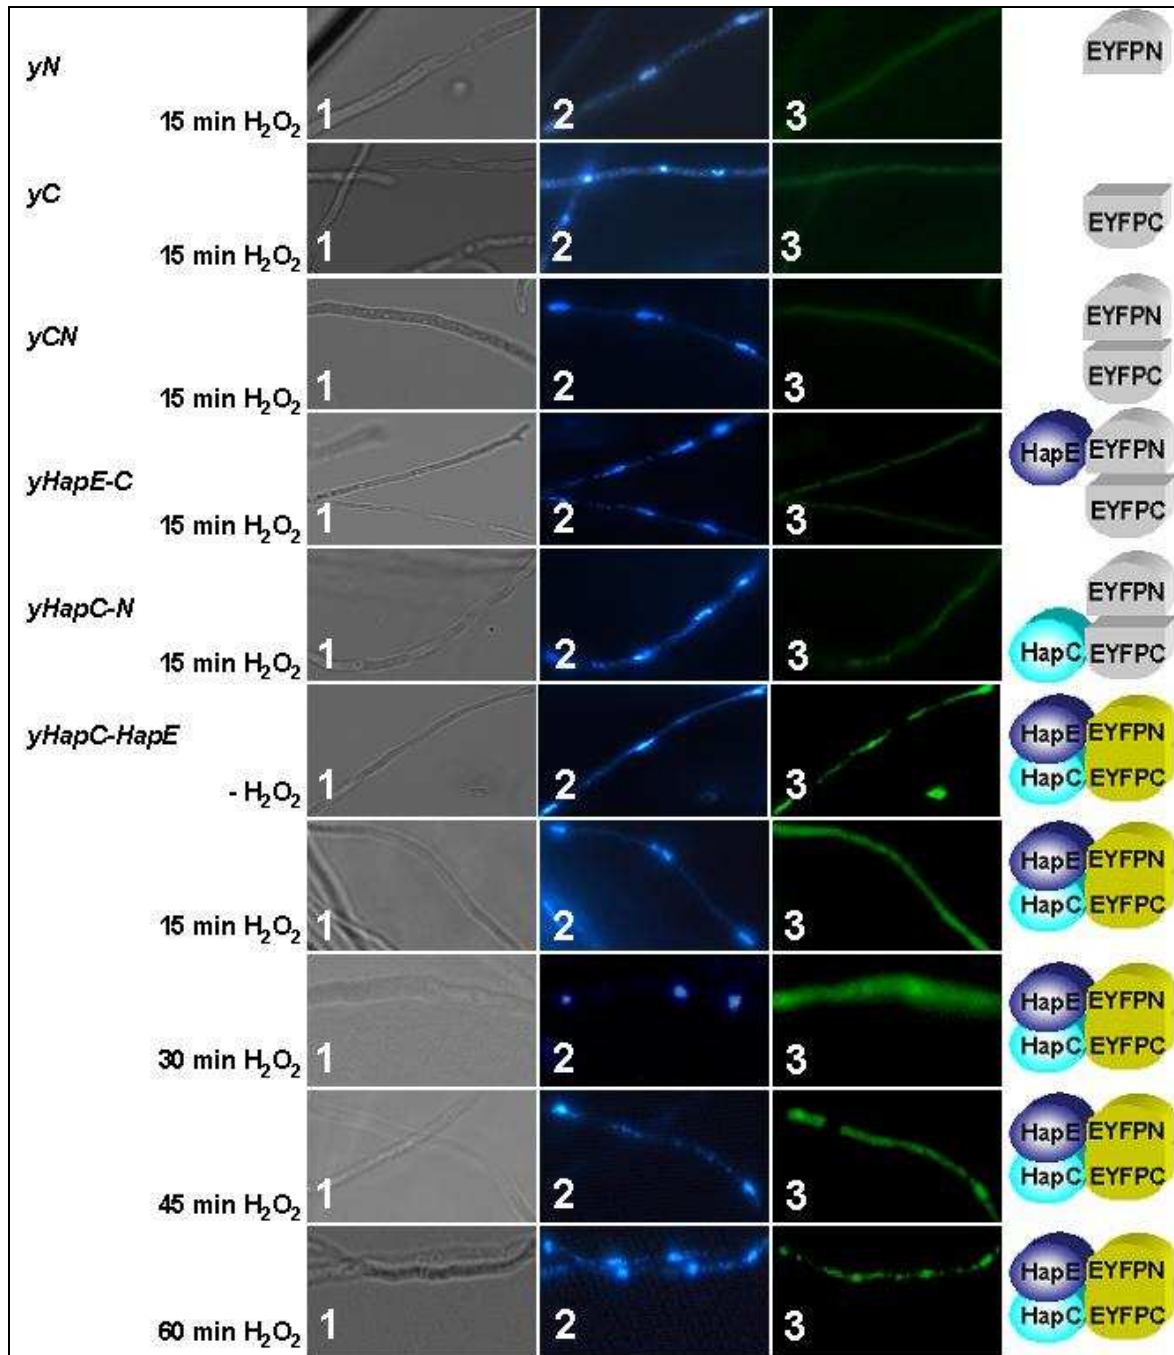 yN
15 min H₂O₂
1 2 3
EYFPN
yC
15 min H₂O₂
1 2 3
EYFPC
yCN
15 min H₂O₂
1 2 3
EYFPN
EYFPC
yHapE-C
15 min H₂O₂
1 2 3
HapE EYFPN
EYFPC
yHapC-N
15 min H₂O₂
1 2 3
EYFPN
HapC EYFPC
yHapC-HapE
- H₂O₂
1 2 3
HapE EYFPN
HapC EYFPC
15 min H₂O₂
1 2 3
HapE EYFPN
HapC EYFPC
30 min H₂O₂
1 2 3
HapE EYFPN
HapC EYFPC
45 min H₂O₂
1 2 3
HapE EYFPN
HapC EYFPC
60 min H₂O₂
1 2 3
HapE EYFPN
HapC EYFPC